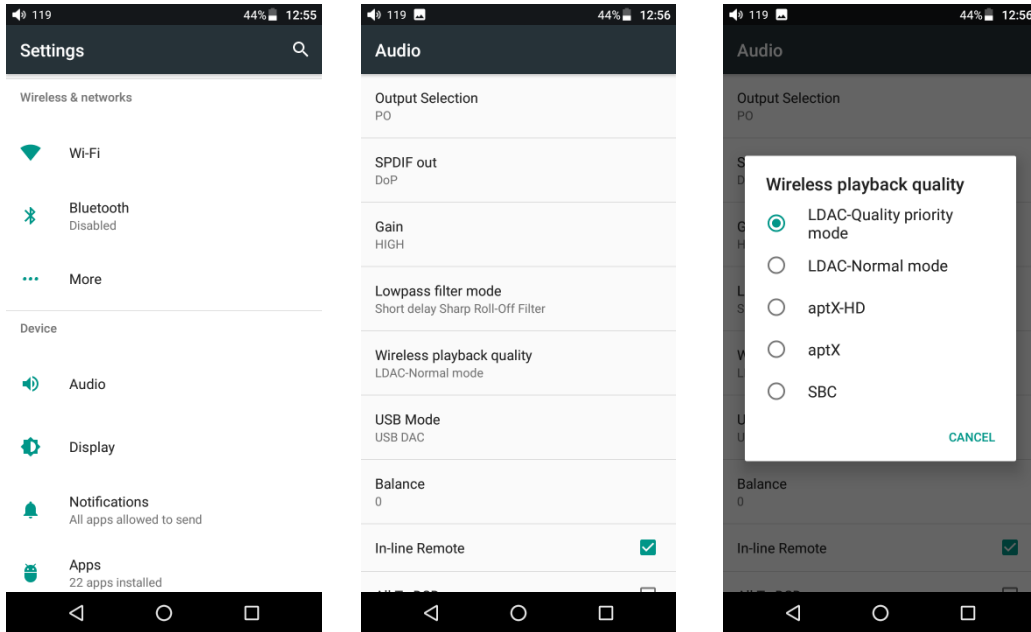 119 44% 12:55
Settings
Wireless & networks
Wi-Fi
Bluetooth
Disabled
More
Device
Audio
Display
Notifications
All apps allowed to send
Apps
22 apps installed
119 44% 12:56
Audio
Output Selection
PO
SPDIF out
DoP
Gain
HIGH
Lowpass filter mode
Short delay Sharp Roll-Off Filter
Wireless playback quality
LDAC-Normal mode
USB Mode
USB DAC
Balance
0
In-line Remote
119 44% 12:56
Audio
Output Selection
PO
Wireless playback quality
LDAC-Quality priority
mode
LDAC-Normal mode
aptX-HD
aptX
SBC
CANCEL
Balance
0
In-line Remote